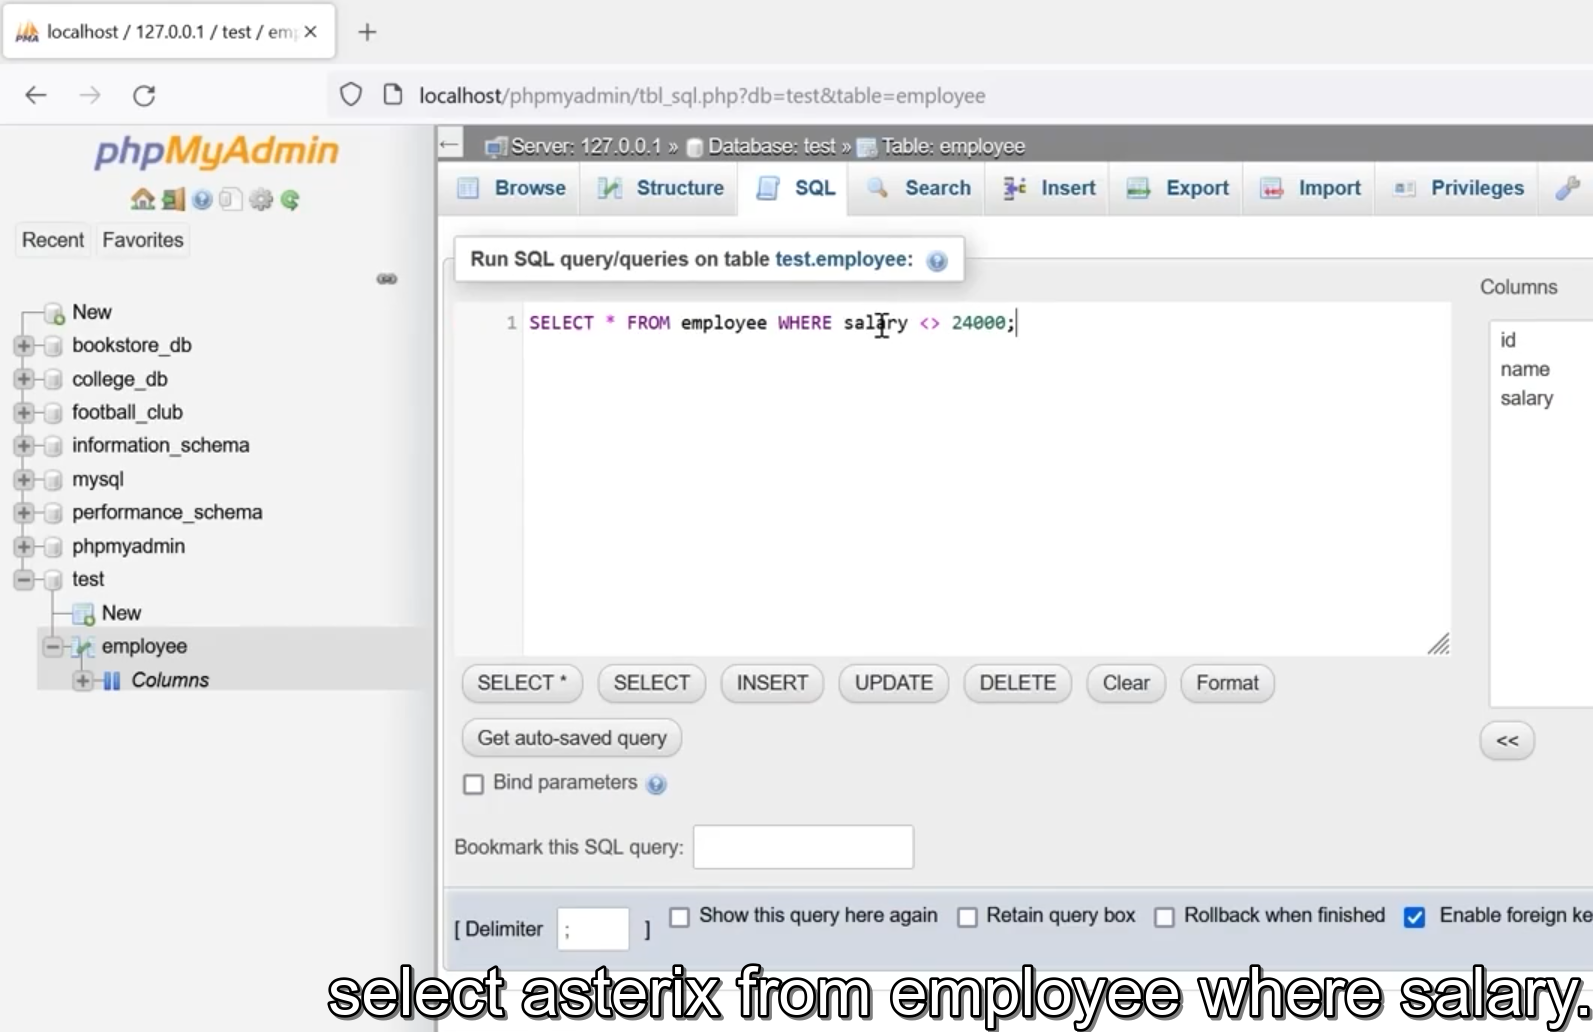 localhost / 127.0.0.1 / test / em
localhost/phpmyadmin/tbl_sql.php?db=test&table=employee
phpMyAdmin
Recent Favorites
New
bookstore_db
college_db
football_club
information_schema
mysql
performance_schema
phpmyadmin
test
New
employee
Columns
Server: 127.0.0.1 » Database: test » Table: employee
Browse Structure SQL Search Insert Export Import Privileges
Run SQL query/queries on table test.employee:
1 SELECT * FROM employee WHERE salary <> 24000;
Columns
id
name
salary
SELECT * SELECT INSERT UPDATE DELETE Clear Format
<<
Get auto-saved query
Bind parameters
Bookmark this SQL query:
[ Delimiter ; ] Show this query here again Retain query box Rollback when finished Enable foreign ke
select asterix from employee where salary.